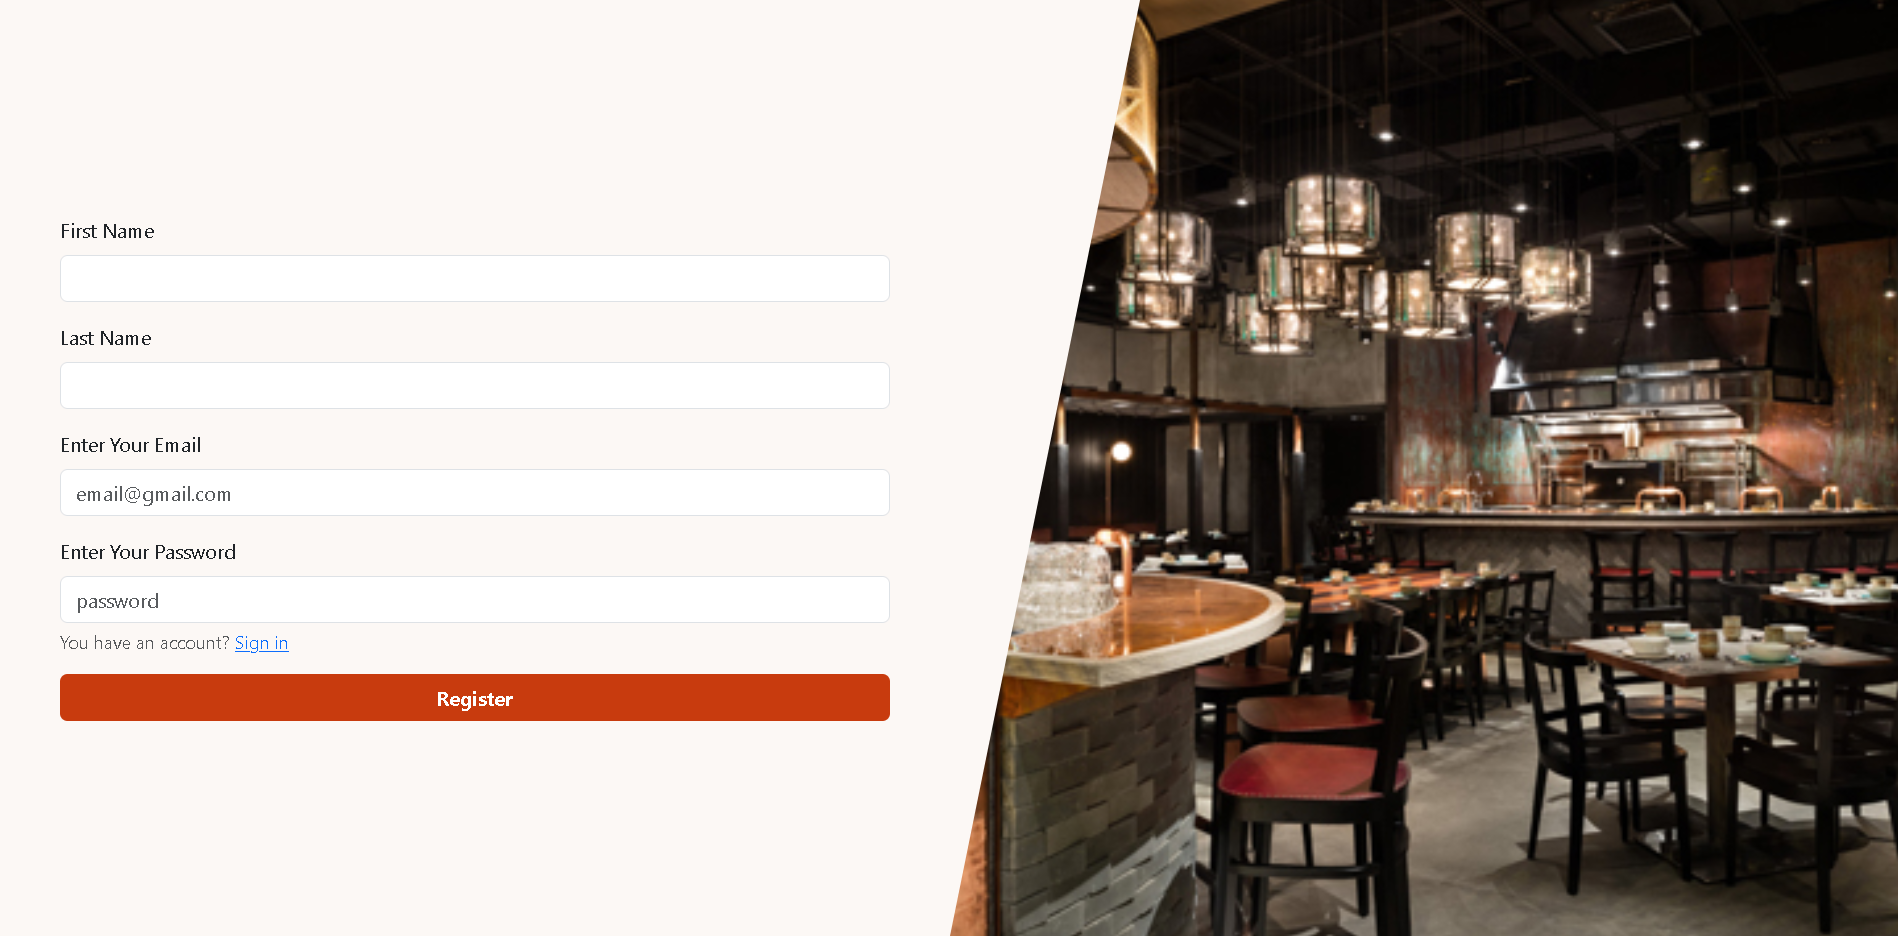 First Name
Last Name
Enter Your Email
email@gmail.com
Enter Your Password
password
You have an account? Sign in
Register